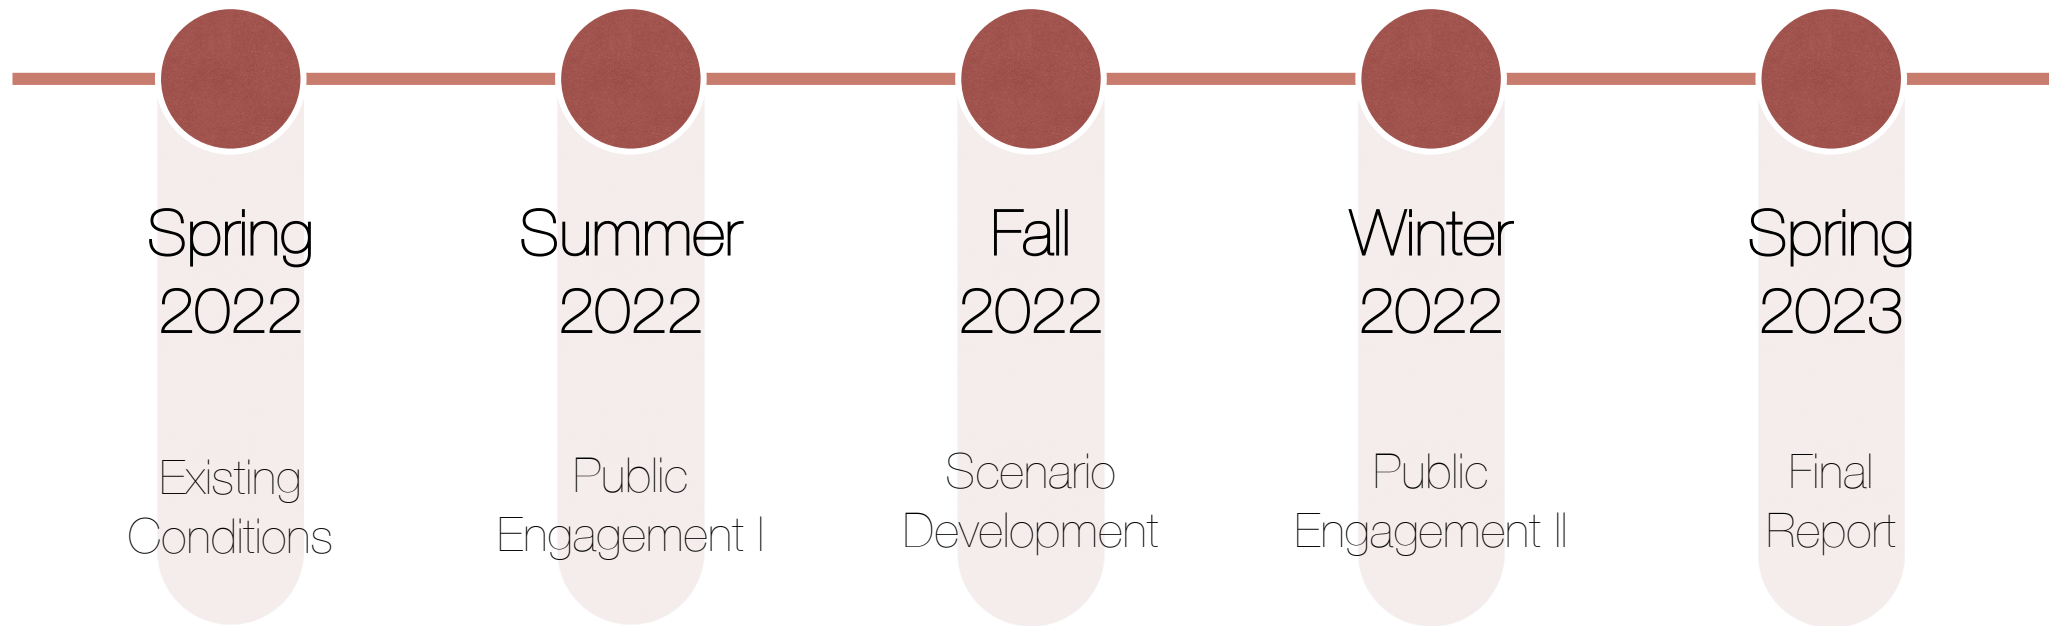 Spring
2022
Existing
Conditions
Summer
2022
Public
Engagement I
Fall
2022
Scenario
Development
Winter
2022
Public
Engagement II
Spring
2023
Final
Report